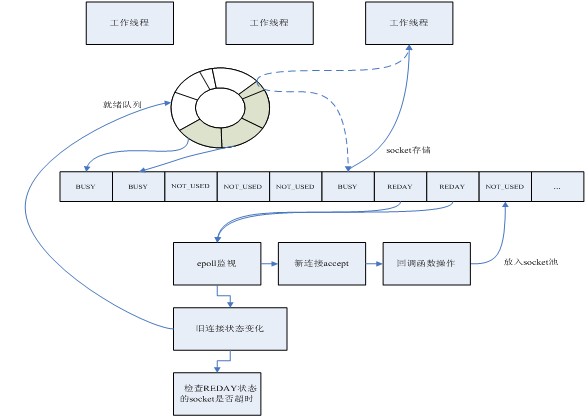 工作线程
工作线程
工作线程
就绪队列
socket存储
BUSY
BUSY
NOT_USED
NOT_USED
NOT_USED
BUSY
REDAY
REDAY
NOT_USED
...
epoll监视
新连接accept
回调函数操作
放入socket池
旧连接状态变化
检查REDAY状态
的socket是否超时